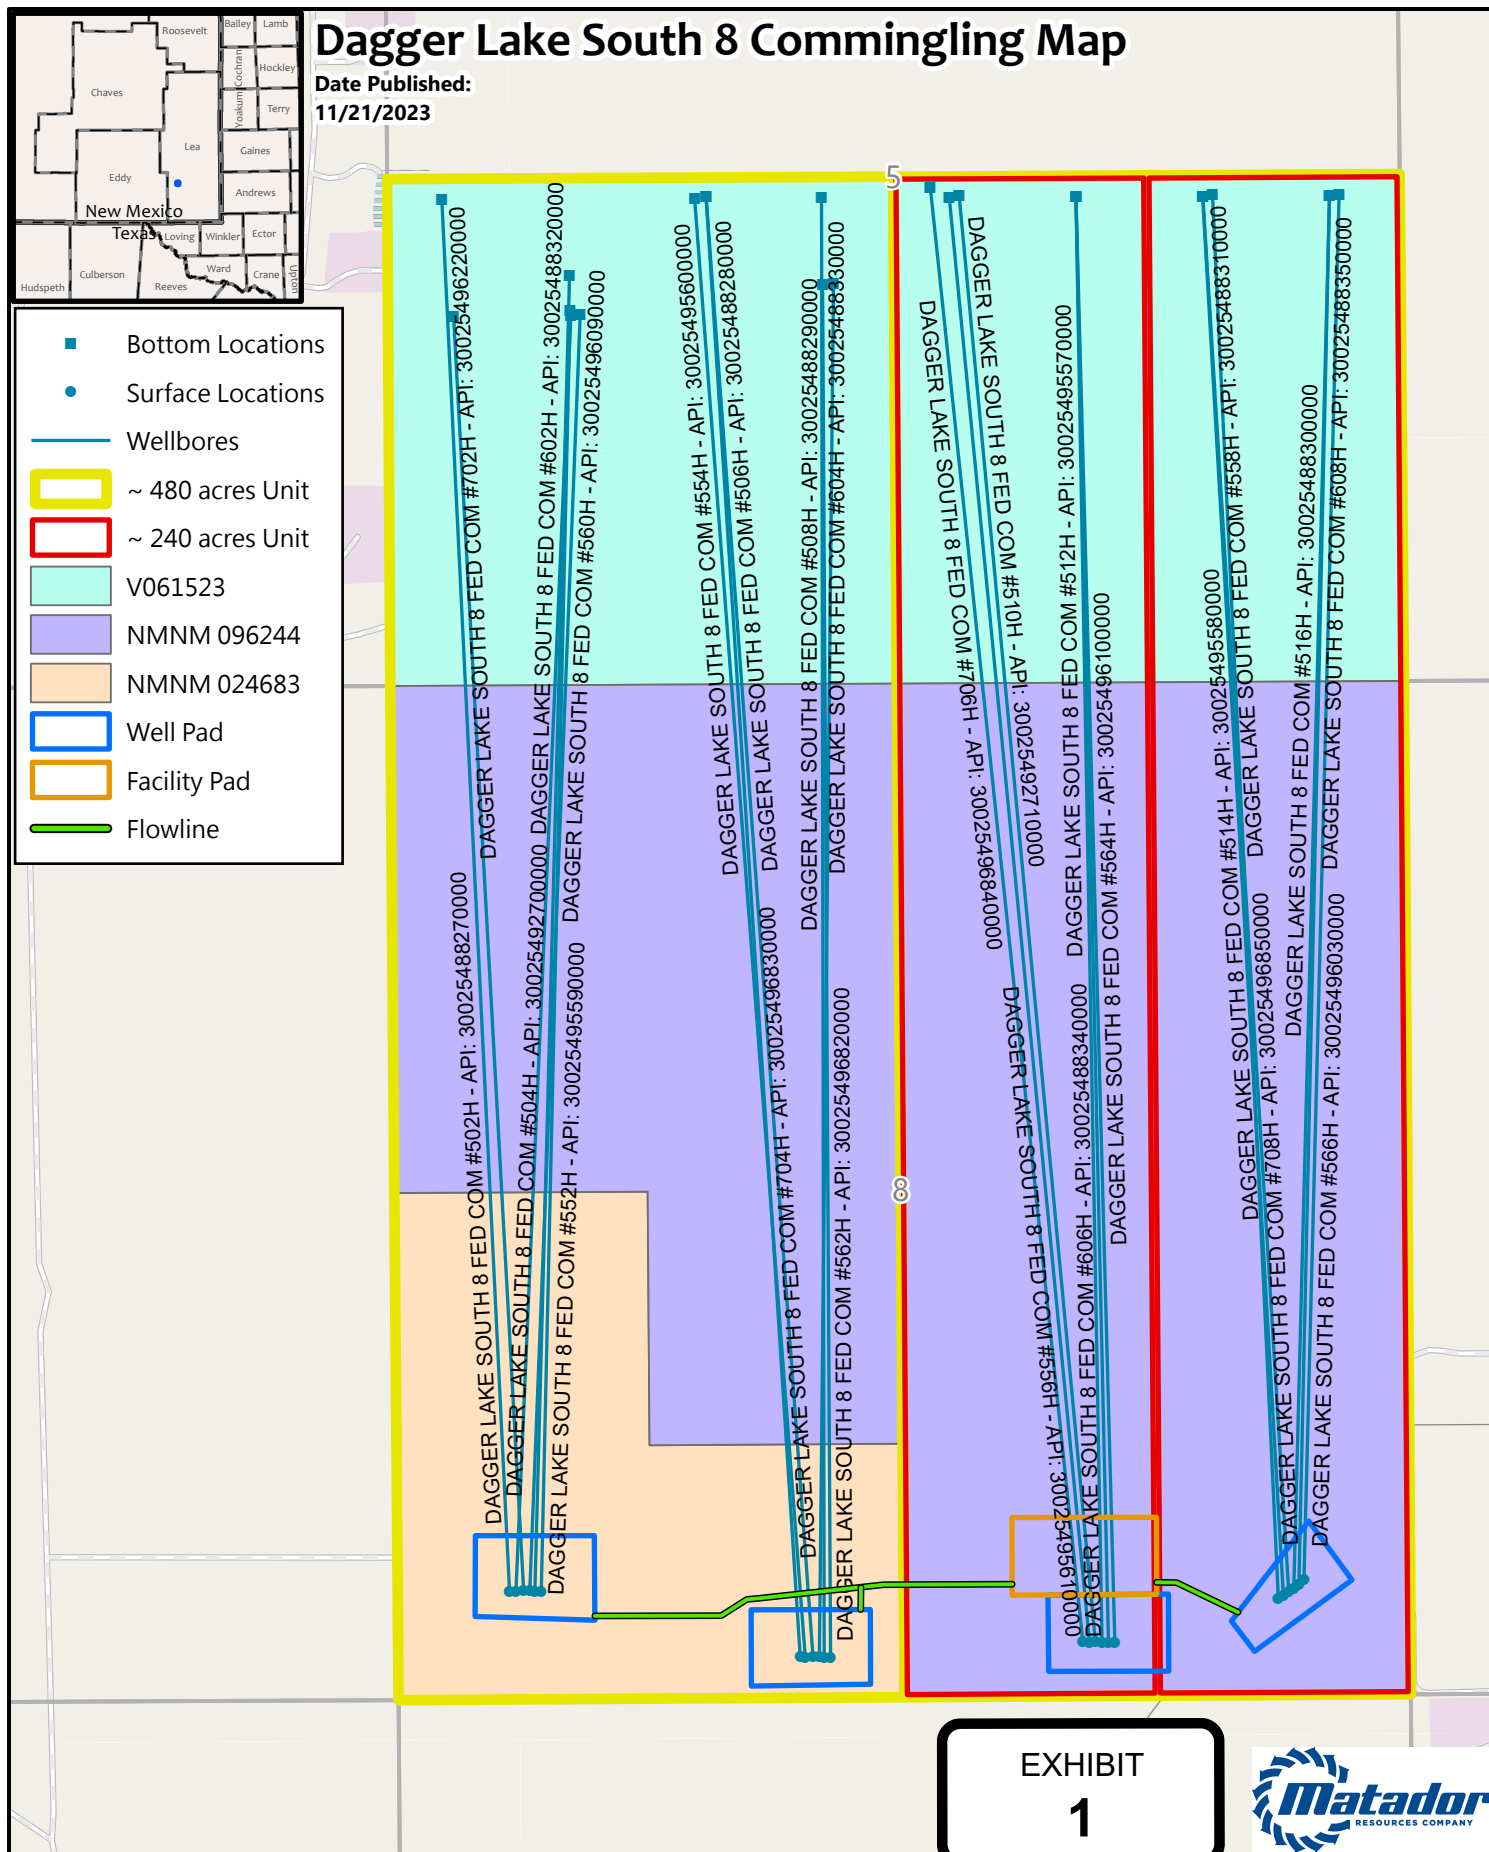 Dagger Lake South 8 Commingling Map
Date Published:
11/21/2023
Roosevelt
Bailey
Lamb
Chaves
Cochran
Hockley
Yoakum
Terry
Lea
Gaines
Eddy
Andrews
New Mexico
Texas
Loving
Winkler
Ector
Culberson
Ward
Crane
Upton
Hudspeth
Reeves
Bottom Locations
Surface Locations
Wellbores
~ 480 acres Unit
~ 240 acres Unit
V061523
NMNM 096244
NMNM 024683
Well Pad
Facility Pad
Flowline
5
8
DAGGER LAKE SOUTH 8 FED COM #702H - API: 30025496220000
DAGGER LAKE SOUTH 8 FED COM #602H - API: 30025488320000
DAGGER LAKE SOUTH 8 FED COM #560H - API: 30025496090000
DAGGER LAKE SOUTH 8 FED COM #502H - API: 30025488270000
DAGGER LAKE SOUTH 8 FED COM #504H - API: 30025492700000
DAGGER LAKE SOUTH 8 FED COM #552H - API: 30025495590000
DAGGER LAKE SOUTH 8 FED COM #554H - API: 30025495600000
DAGGER LAKE SOUTH 8 FED COM #506H - API: 30025488280000
DAGGER LAKE SOUTH 8 FED COM #508H - API: 30025488290000
DAGGER LAKE SOUTH 8 FED COM #604H - API: 30025488330000
DAGGER LAKE SOUTH 8 FED COM #704H - API: 30025496830000
DAGGER LAKE SOUTH 8 FED COM #562H - API: 30025496820000
DAGGER LAKE SOUTH 8 FED COM #706H - API: 30025496840000
DAGGER LAKE SOUTH 8 FED COM #510H - API: 30025492710000
DAGGER LAKE SOUTH 8 FED COM #512H - API: 30025495570000
DAGGER LAKE SOUTH 8 FED COM #564H - API: 30025496100000
DAGGER LAKE SOUTH 8 FED COM #556H - API: 30025495610000
DAGGER LAKE SOUTH 8 FED COM #606H - API: 30025488340000
DAGGER LAKE SOUTH 8 FED COM #514H - API: 30025495580000
DAGGER LAKE SOUTH 8 FED COM #558H - API: 30025488310000
DAGGER LAKE SOUTH 8 FED COM #516H - API: 30025488300000
DAGGER LAKE SOUTH 8 FED COM #608H - API: 30025488350000
DAGGER LAKE SOUTH 8 FED COM #708H - API: 30025496850000
DAGGER LAKE SOUTH 8 FED COM #566H - API: 30025496030000
EXHIBIT
1
Matador
RESOURCES COMPANY